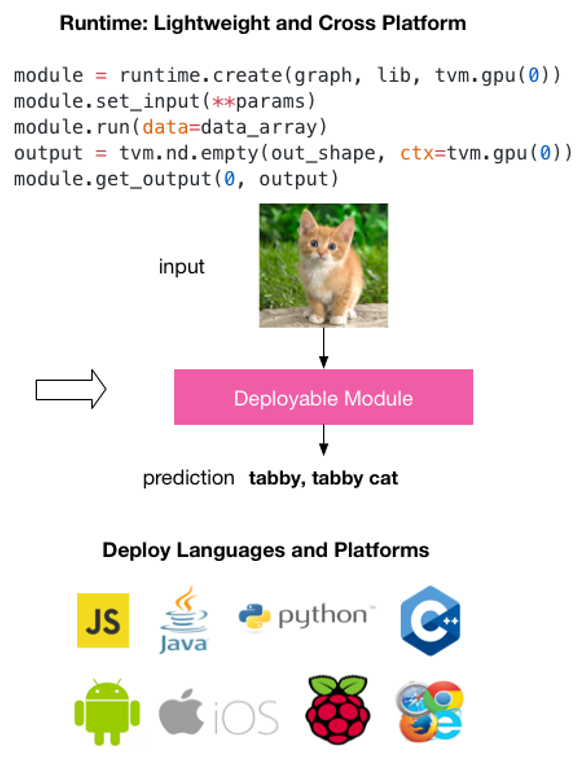 Runtime: Lightweight and Cross Platform
module = runtime.create(graph, lib, tvm.gpu(0))
module.set_input(**params)
module.run(data=data_array)
output = tvm.nd.empty(out_shape, ctx=tvm.gpu(0))
module.get_output(0, output)
input
Deployable Module
prediction tabby, tabby cat
Deploy Languages and Platforms
JS
Java
python™
C++
iOS